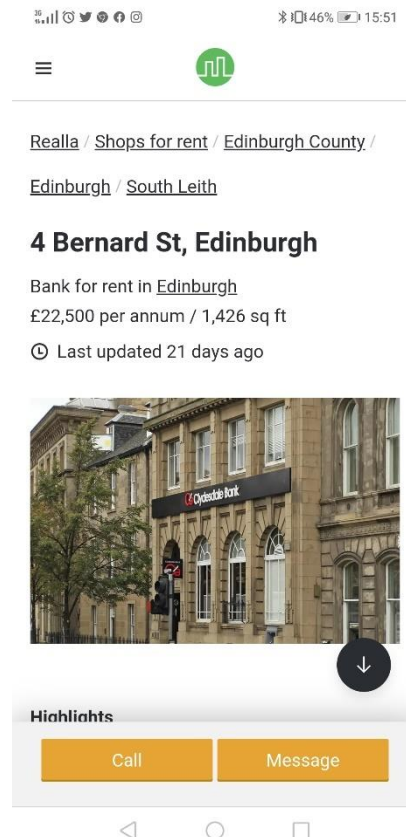 3G
46% 15:51
Realla / Shops for rent / Edinburgh County /
Edinburgh / South Leith
4 Bernard St, Edinburgh
Bank for rent in Edinburgh
£22,500 per annum / 1,426 sq ft
Last updated 21 days ago
Clydesdale Bank
Highlights
Call Message